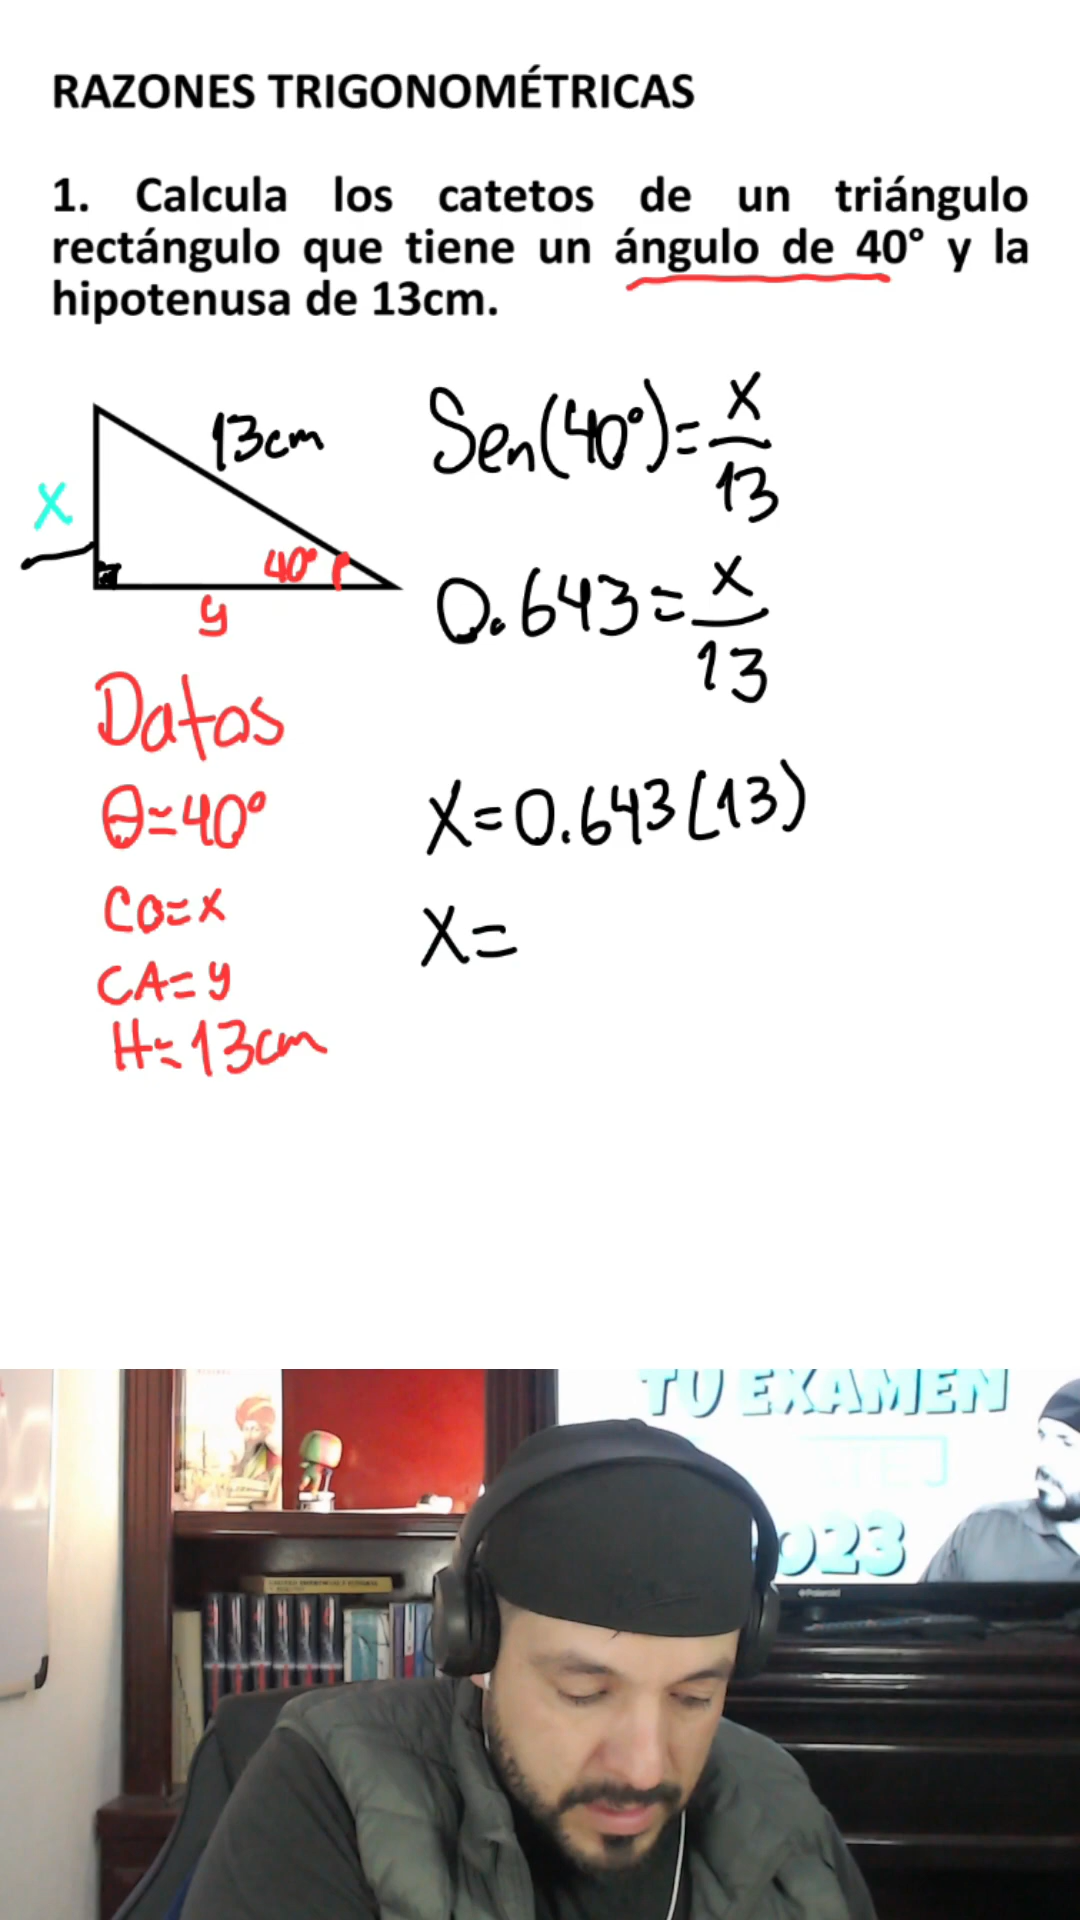 RAZONES TRIGONOMÉTRICAS
1. Calcula los catetos de un triángulo
rectángulo que tiene un ángulo de 40° y la
hipotenusa de 13cm.
13cm
X
40°
y
Datos
θ=40°
CO=x
CA=y
H=13cm
Sen(40°)=x/13
0.643=x/13
X=0.643(13)
X=
TU EXAMEN
2023
Polaroid